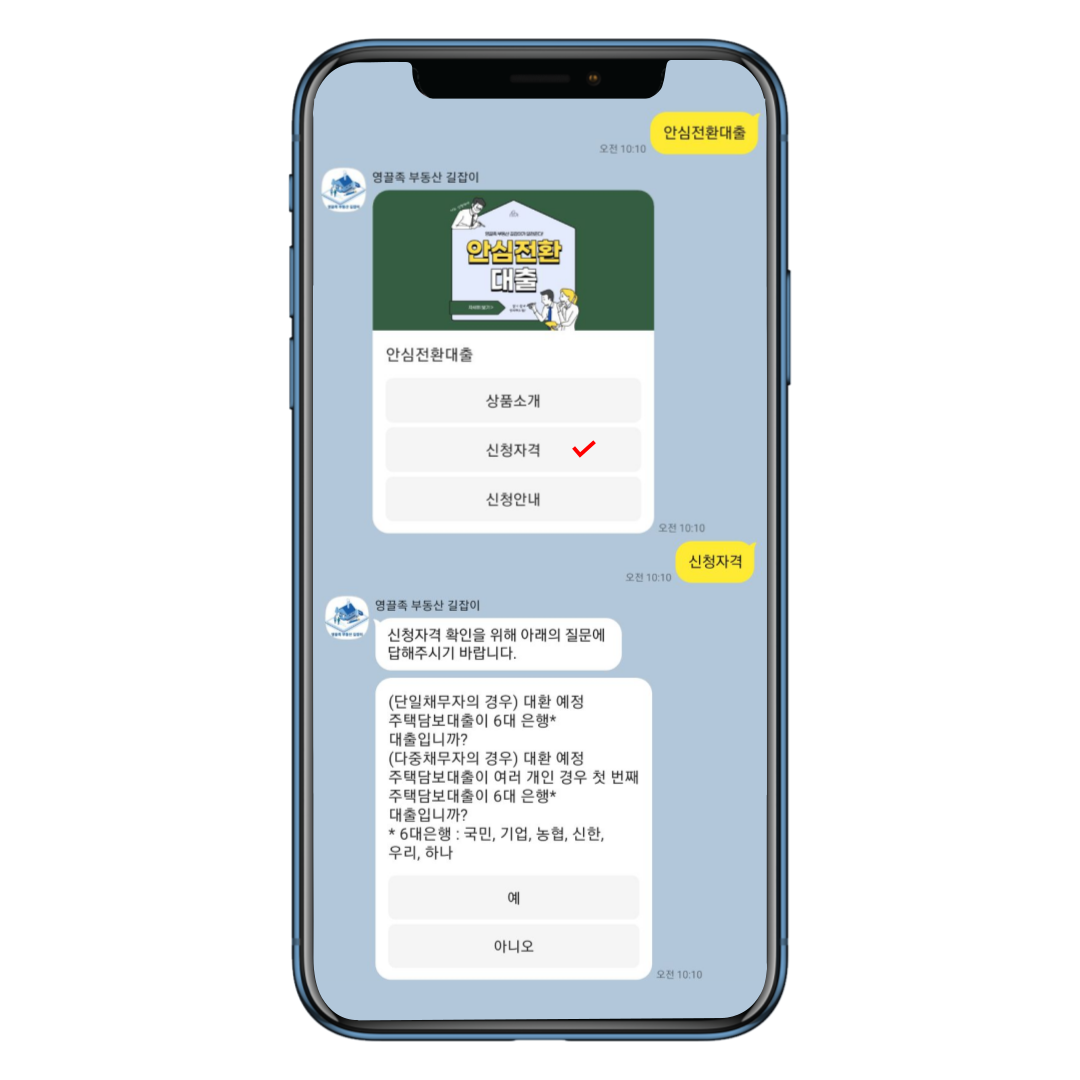 안심전환대출
오전 10:10
영끌족 부동산 길잡이
안심전환
대출
안심전환대출
상품소개
신청자격
신청안내
오전 10:10
신청자격
오전 10:10
영끌족 부동산 길잡이
신청자격 확인을 위해 아래의 질문에
답해주시기 바랍니다.
(단일채무자의 경우) 대환 예정
주택담보대출이 6대 은행*
대출입니까?
(다중채무자의 경우) 대환 예정
주택담보대출이 여러 개인 경우 첫 번째
주택담보대출이 6대 은행*
대출입니까?
* 6대은행 : 국민, 기업, 농협, 신한,
우리, 하나
예
아니오
오전 10:10